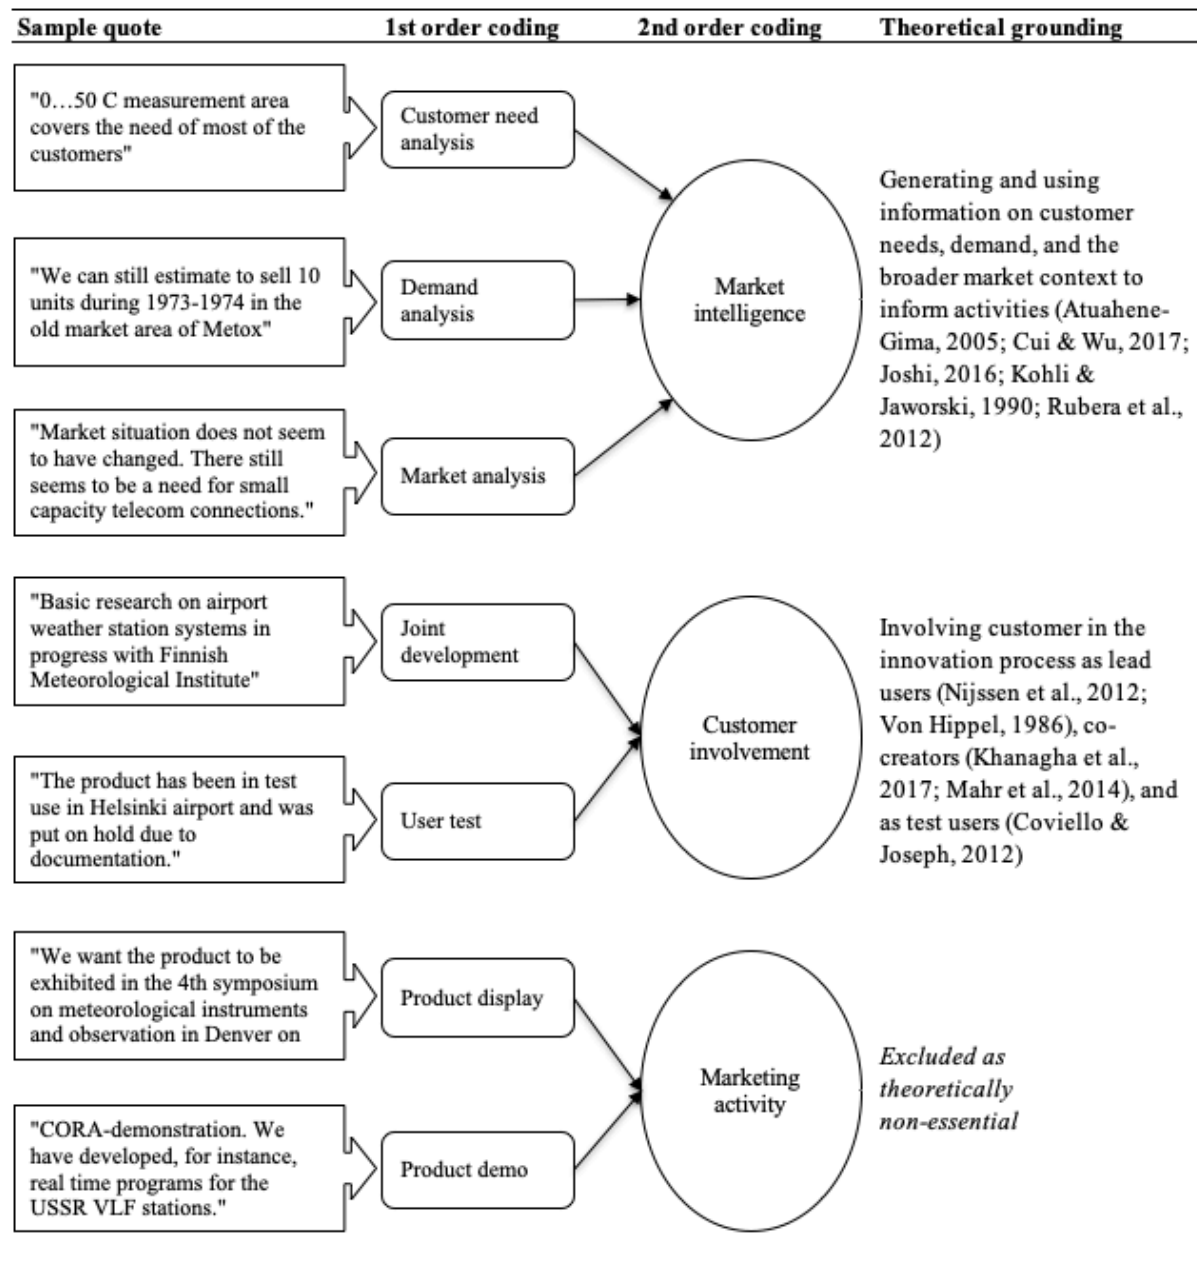 Sample quote
1st order coding
2nd order coding
Theoretical grounding
"0…50 C measurement area
covers the need of most of the
customers"
Customer need
analysis
"We can still estimate to sell 10
units during 1973-1974 in the
old market area of Metox"
Demand
analysis
"Market situation does not seem
to have changed. There still
seems to be a need for small
capacity telecom connections."
Market analysis
Market
intelligence
Generating and using
information on customer
needs, demand, and the
broader market context to
inform activities (Atuahene-
Gima, 2005; Cui & Wu, 2017;
Joshi, 2016; Kohli &
Jaworski, 1990; Rubera et al.,
2012)
"Basic research on airport
weather station systems in
progress with Finnish
Meteorological Institute"
Joint
development
"The product has been in test
use in Helsinki airport and was
put on hold due to
documentation."
User test
Customer
involvement
Involving customer in the
innovation process as lead
users (Nijssen et al., 2012;
Von Hippel, 1986), co-
creators (Khanagha et al.,
2017; Mahr et al., 2014), and
as test users (Coviello &
Joseph, 2012)
"We want the product to be
exhibited in the 4th symposium
on meteorological instruments
and observation in Denver on
Product display
"CORA-demonstration. We
have developed, for instance,
real time programs for the
USSR VLF stations."
Product demo
Marketing
activity
Excluded as
theoretically
non-essential